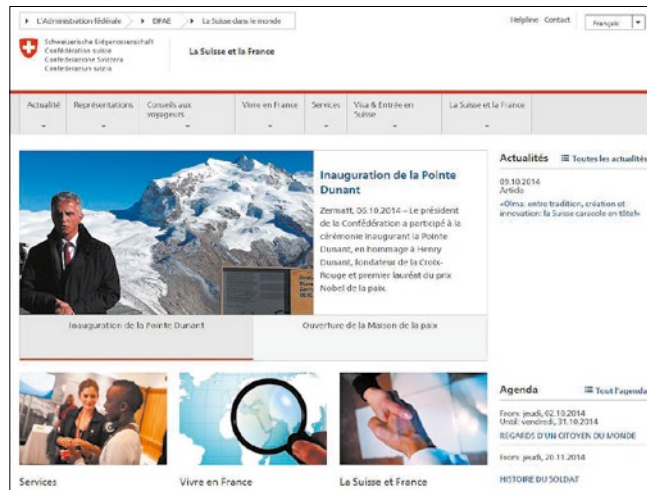 L'Administration fédérale
DFAE
La Suisse dans le monde
Helpline Contact
Français
Schweizerische Eidgenossenschaft
Confédération suisse
Confederazione Svizzera
Confederaziun svizra
La Suisse et la France
Actualité
Représentations
Conseils aux
voyageurs
Vivre en France
Services
Visa & Entrée en
Suisse
La Suisse et la France
Inauguration de la Pointe
Dunant
Zermatt, 06.10.2014 – Le président
de la Confédération a participé à la
cérémonie inaugurant la Pointe
Dunant, en hommage à Henry
Dunant, fondateur de la Croix-
Rouge et premier lauréat du prix
Nobel de la paix.
Inauguration de la Pointe Dunant
Ouverture de la Maison de la paix
Actualités
Toutes les actualités
09.10.2014
Article
«Olma: entre tradition, création et
innovation: la Suisse caracole en tête!»
Agenda
Tout l'agenda
From: jeudi, 02.10.2014
Until: vendredi, 31.10.2014
REGARDS D'UN CITOYEN DU MONDE
From: jeudi, 20.11.2014
HISTOIRE DU SOLDAT
Services
Vivre en France
La Suisse et France